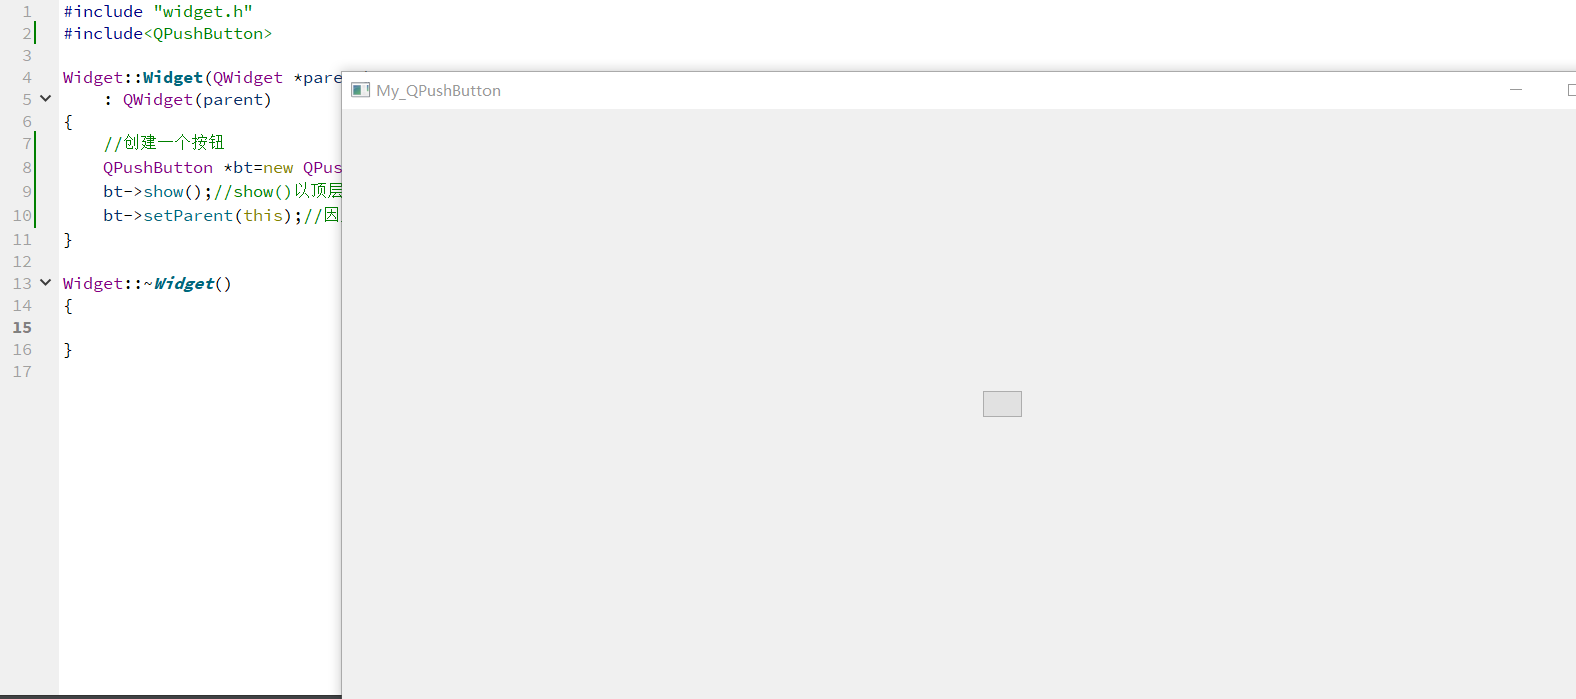 1 #include "widget.h"
2 #include<QPushButton>
3
4 Widget::Widget(QWidget *pare
My_QPushButton
5 : QWidget(parent)
6 {
7 //创建一个按钮
8 QPushButton *bt=new QPus
9 bt->show();//show()以顶层
10 bt->setParent(this);//因
11 }
12
13 Widget::~Widget()
14 {
15
16 }
17